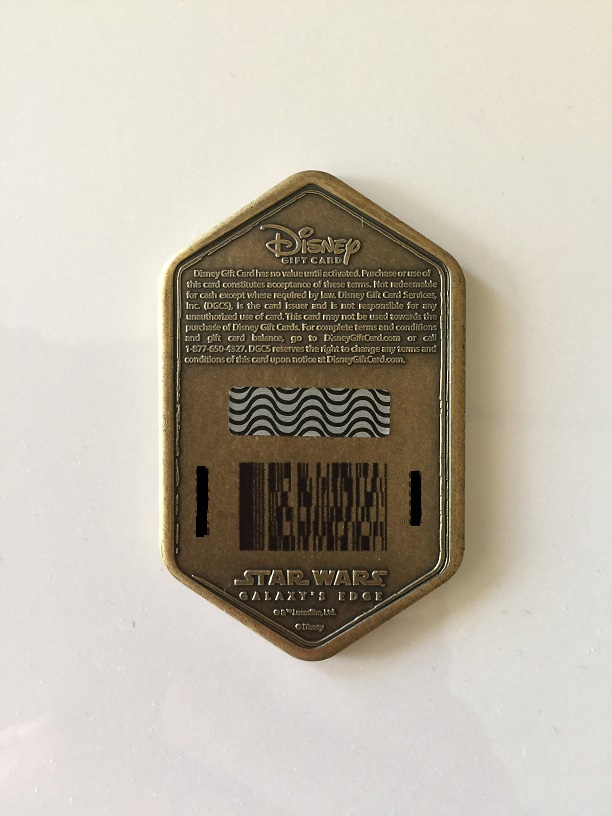 Disney
GIFT CARD
Disney Gift Card has no value until activated. Purchase or use of
this card constitutes acceptance of these terms. Not redeemable
for cash except where required by law. Disney Gift Card Services,
Inc. (DGCS), is the card issuer and is not responsible for any
unauthorized use of card. This card may not be used towards the
purchase of Disney Gift Cards. For complete terms and conditions
and gift card balance, go to DisneyGiftCard.com or call
1-877-650-4327. DGCS reserves the right to change any terms and
conditions of this card upon notice at DisneyGiftCard.com.
STAR WARS
GALAXY'S EDGE
© & ™ Lucasfilm, Ltd.
© Disney